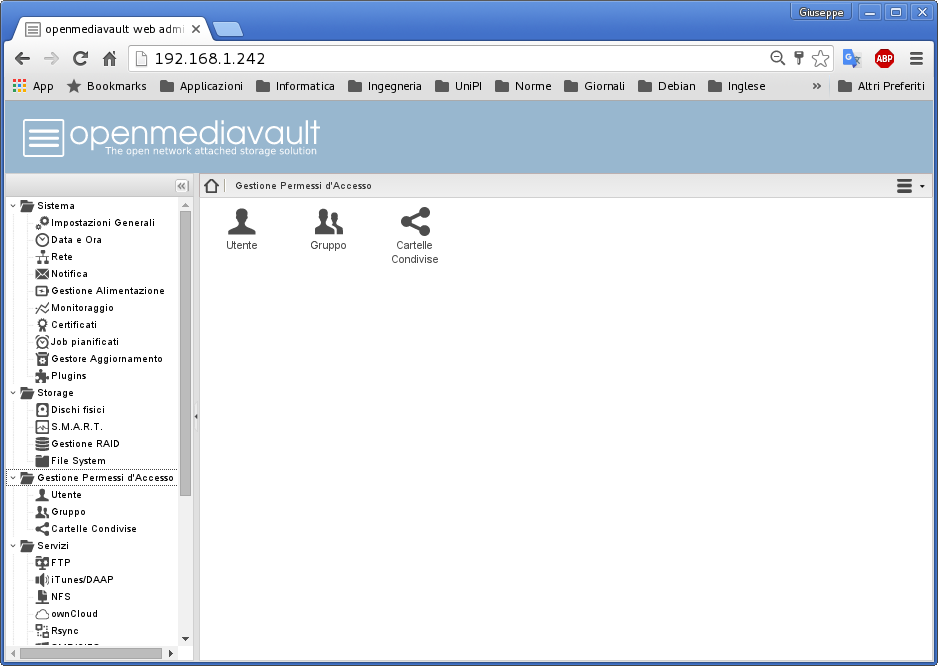 Giuseppe
openmediavault web admi
192.168.1.242
ABP
App Bookmarks Applicazioni Informatica Ingegneria UniPI Norme Giornali Debian Inglese » Altri Preferiti
openmediavault
The open network attached storage solution
Gestione Permessi d'Accesso
Sistema
Impostazioni Generali
Data e Ora
Rete
Notifica
Gestione Alimentazione
Monitoraggio
Certificati
Job pianificati
Gestore Aggiornamento
Plugins
Storage
Dischi fisici
S.M.A.R.T.
Gestione RAID
File System
Gestione Permessi d'Accesso
Utente
Gruppo
Cartelle Condivise
Servizi
FTP
iTunes/DAAP
NFS
ownCloud
Rsync
Utente
Gruppo
Cartelle
Condivise